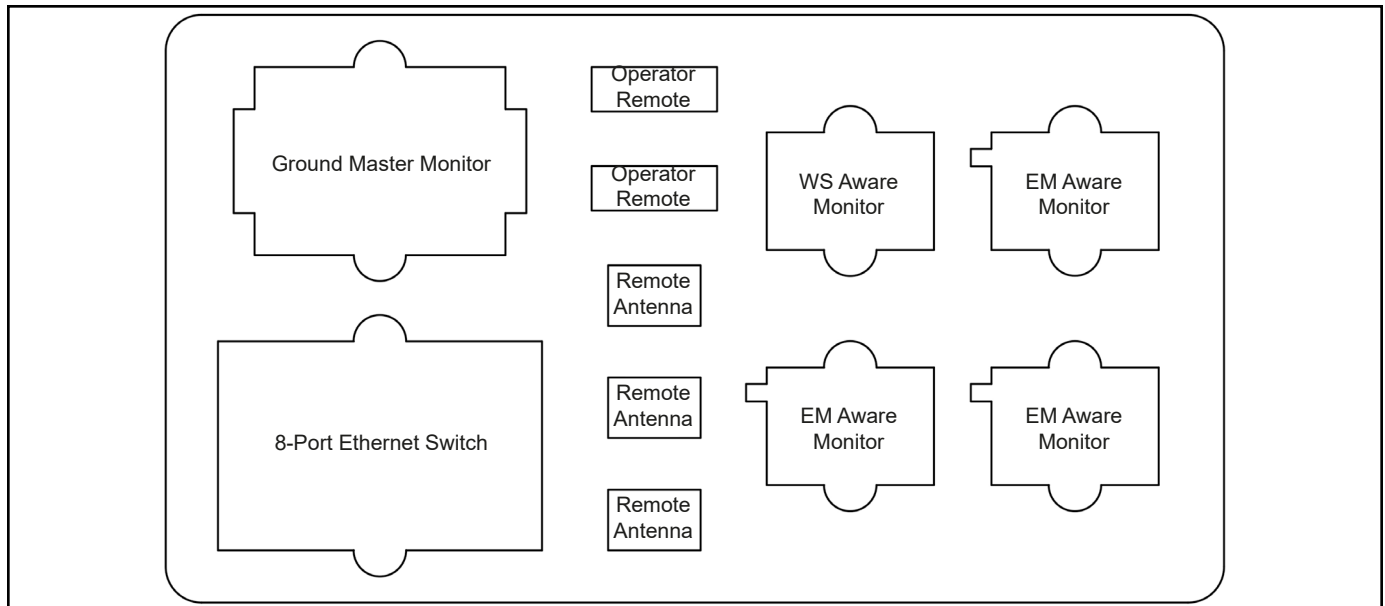 Ground Master Monitor
8-Port Ethernet Switch
Operator
Remote
Operator
Remote
Remote
Antenna
Remote
Antenna
Remote
Antenna
WS Aware
Monitor
EM Aware
Monitor
EM Aware
Monitor
EM Aware
Monitor